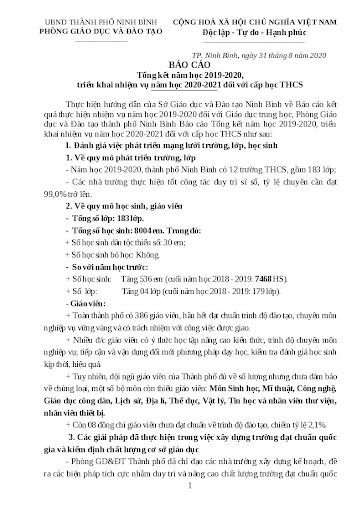 UBND THÀNH PHỐ NINH BÌNH
PHÒNG GIÁO DỤC VÀ ĐÀO TẠO
CỘNG HOÀ XÃ HỘI CHỦ NGHĨA VIỆT NAM
Độc lập - Tự do - Hạnh phúc
TP. Ninh Bình, ngày 31 tháng 8 năm 2020
BÁO CÁO
Tổng kết năm học 2019-2020,
triển khai nhiệm vụ năm học 2020-2021 đối với cấp học THCS
Thực hiện hướng dẫn của Sở Giáo dục và Đào tạo Ninh Bình về Báo cáo kết
quả thực hiện nhiệm vụ năm học 2019-2020 đối với Giáo dục trung học, Phòng Giáo
dục và Đào tạo thành phố Ninh Bình Báo cáo Tổng kết năm học 2019-2020, triển
khai nhiệm vụ năm học 2020-2021 đối với cấp học THCS như sau:
I. Đánh giá việc phát triển mạng lưới trường, lớp, học sinh
1. Về quy mô phát triển trường, lớp
- Năm học 2019-2020, thành phố Ninh Bình có 12 trường THCS, gồm 183 lớp;
- Các nhà trường thực hiện tốt công tác duy trì sĩ số, tỷ lệ chuyên cần đạt
99,0% trở lên.
2. Về quy mô học sinh, giáo viên
- Tổng số lớp: 183 lớp.
- Tổng số học sinh: 8004 em. Trong đó:
+ Số học sinh dân tộc thiểu số: 30 em;
+ Số học sinh bỏ học: Không.
- So với năm học trước:
+ Số học sinh: Tăng 536 em (cuối năm học 2018 - 2019: 7468 HS).
+ Số lớp: Tăng 04 lớp (cuối năm học 2018 - 2019: 179 lớp).
- Giáo viên:
+ Toàn thành phố có 386 giáo viên, hầu hết đạt chuẩn trình độ đào tạo, chuyên môn
nghiệp vụ vững vàng và có trách nhiệm với công việc được giao.
+ Nhiều đ/c giáo viên có ý thức học tập nâng cao kiến thức, trình độ chuyên môn
nghiệp vụ; tiếp cận và vận dụng đổi mới phương pháp dạy học, kiểm tra đánh giá học sinh
kịp thời, hiệu quả.
+ Tuy nhiên, đội ngũ giáo viên của Thành phố đủ về số lượng nhưng chưa đảm bảo
về chủng loại, một số bộ môn còn thiếu giáo viên: Môn Sinh học, Mĩ thuật, Công nghệ,
Giáo dục công dân, Lịch sử, Địa lí, Thể dục, Vật lý, Tin học và nhân viên thư viện,
nhân viên thiết bị.
+ Còn 08 đồng chí giáo viên chưa đạt chuẩn về trình độ đào tạo, chiếm tỷ lệ 2,1%.
3. Các giải pháp đã thực hiện trong việc xây dựng trường đạt chuẩn quốc
gia và kiểm định chất lượng cơ sở giáo dục
- Phòng GD&ĐT Thành phố đã chỉ đạo các nhà trường xây dựng kế hoạch, đề
ra các biện pháp tích cực nhằm duy trì và nâng cao chất lượng trường đạt chuẩn quốc
1